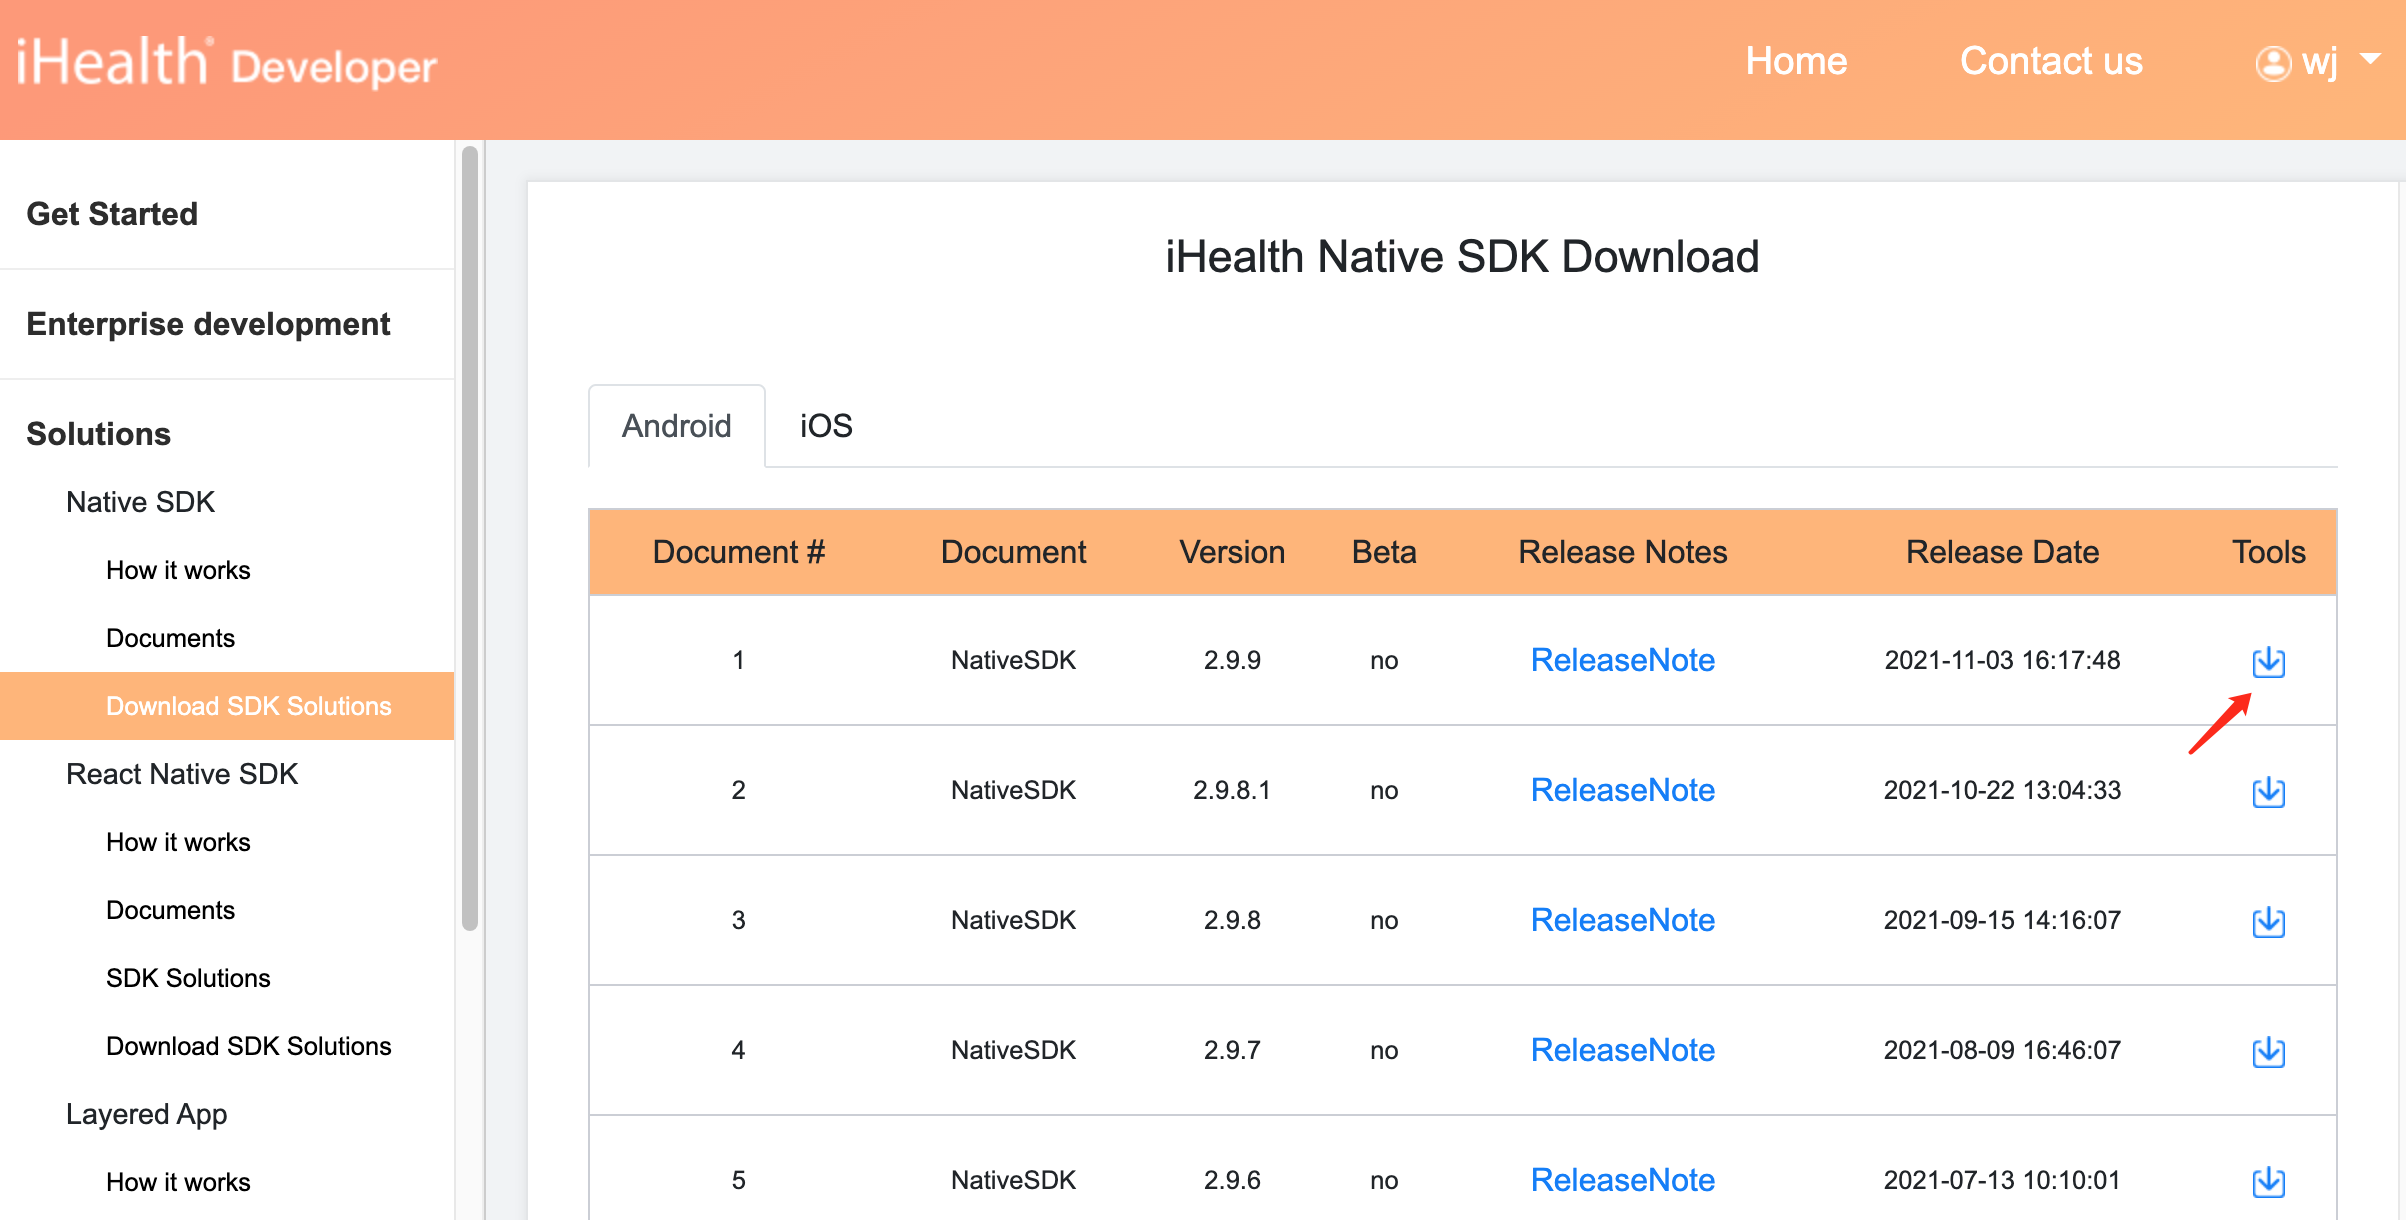 iHealth® Developer
Home
Contact us
wj
Get Started
Enterprise development
Solutions
Native SDK
How it works
Documents
Download SDK Solutions
React Native SDK
How it works
Documents
SDK Solutions
Download SDK Solutions
Layered App
How it works
iHealth Native SDK Download
Android iOS
Document # Document Version Beta Release Notes Release Date Tools
1 NativeSDK 2.9.9 no ReleaseNote 2021-11-03 16:17:48
2 NativeSDK 2.9.8.1 no ReleaseNote 2021-10-22 13:04:33
3 NativeSDK 2.9.8 no ReleaseNote 2021-09-15 14:16:07
4 NativeSDK 2.9.7 no ReleaseNote 2021-08-09 16:46:07
5 NativeSDK 2.9.6 no ReleaseNote 2021-07-13 10:10:01